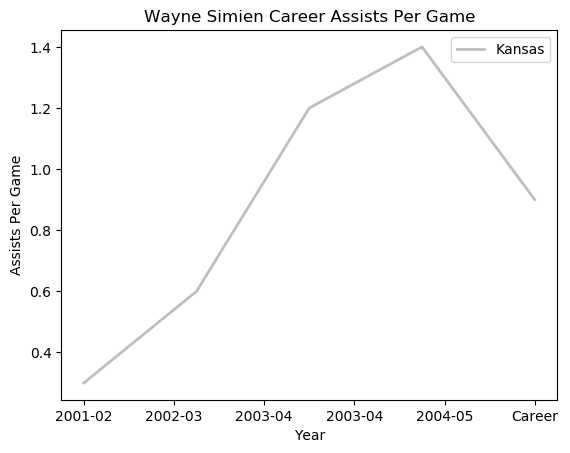 Wayne Simien Career Assists Per Game
Kansas
1.4
1.2
1.0
0.8
0.6
0.4
Assists Per Game
2001-02 2002-03 2003-04 2003-04 2004-05 Career
Year